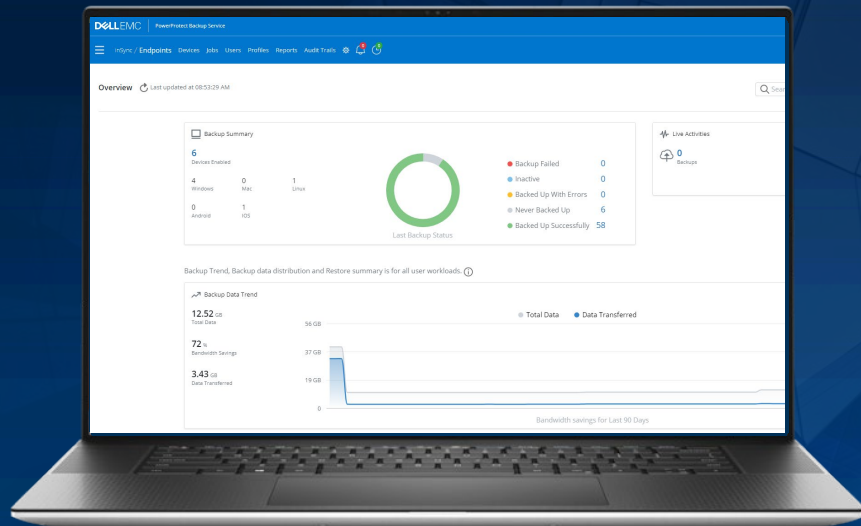 DELLEMC PowerProtect Backup Service
inSync / Endpoints Devices Jobs Users Profiles Reports Audit Trails
Overview Last updated at 08:53:29 AM
Sear
Backup Summary
6
Devices Enabled
4 0 1
Windows Mac Linux
0 1
Android IOS
Last Backup Status
Backup Failed 0
Inactive 0
Backed Up With Errors 0
Never Backed Up 6
Backed Up Successfully 58
Live Activities
0
Backups
Backup Trend, Backup data distribution and Restore summary is for all user workloads.
Backup Data Trend
12.52 GB
Total Data
72 %
Bandwidth Savings
3.43 GB
Data Transferred
Total Data Data Transferred
56 GB
37 GB
19 GB
0
Bandwidth savings for Last 90 Days